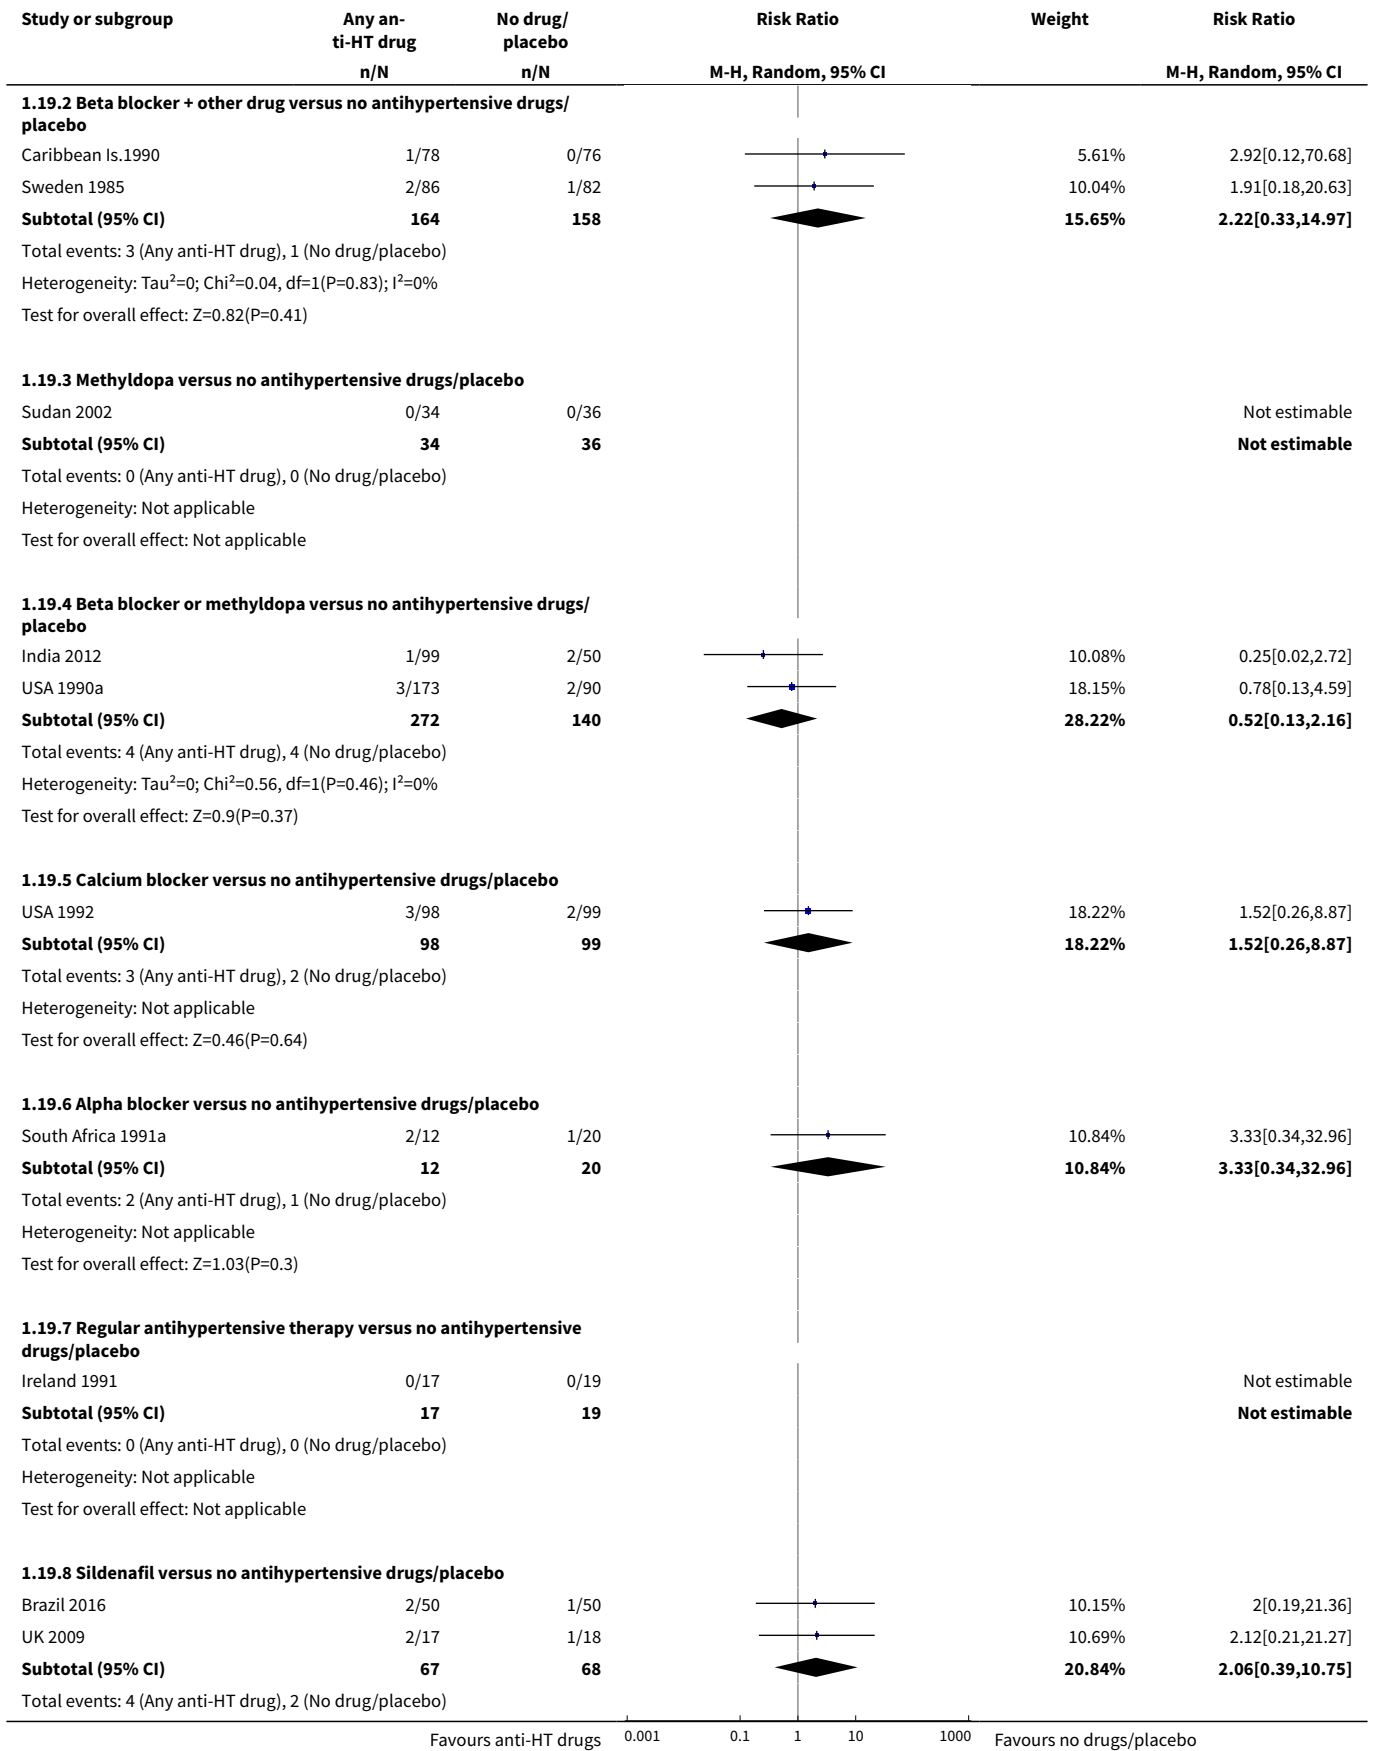 Study or subgroup Any an- No drug/ Risk Ratio Weight Risk Ratio
ti-HT drug placebo
n/N n/N M-H, Random, 95% CI M-H, Random, 95% CI
1.19.2 Beta blocker + other drug versus no antihypertensive drugs/
placebo
Caribbean Is.1990 1/78 0/76 5.61% 2.92[0.12,70.68]
Sweden 1985 2/86 1/82 10.04% 1.91[0.18,20.63]
Subtotal (95% CI) 164 158 15.65% 2.22[0.33,14.97]
Total events: 3 (Any anti-HT drug), 1 (No drug/placebo)
Heterogeneity: Tau²=0; Chi²=0.04, df=1(P=0.83); I²=0%
Test for overall effect: Z=0.82(P=0.41)
1.19.3 Methyldopa versus no antihypertensive drugs/placebo
Sudan 2002 0/34 0/36 Not estimable
Subtotal (95% CI) 34 36 Not estimable
Total events: 0 (Any anti-HT drug), 0 (No drug/placebo)
Heterogeneity: Not applicable
Test for overall effect: Not applicable
1.19.4 Beta blocker or methyldopa versus no antihypertensive drugs/
placebo
India 2012 1/99 2/50 10.08% 0.25[0.02,2.72]
USA 1990a 3/173 2/90 18.15% 0.78[0.13,4.59]
Subtotal (95% CI) 272 140 28.22% 0.52[0.13,2.16]
Total events: 4 (Any anti-HT drug), 4 (No drug/placebo)
Heterogeneity: Tau²=0; Chi²=0.56, df=1(P=0.46); I²=0%
Test for overall effect: Z=0.9(P=0.37)
1.19.5 Calcium blocker versus no antihypertensive drugs/placebo
USA 1992 3/98 2/99 18.22% 1.52[0.26,8.87]
Subtotal (95% CI) 98 99 18.22% 1.52[0.26,8.87]
Total events: 3 (Any anti-HT drug), 2 (No drug/placebo)
Heterogeneity: Not applicable
Test for overall effect: Z=0.46(P=0.64)
1.19.6 Alpha blocker versus no antihypertensive drugs/placebo
South Africa 1991a 2/12 1/20 10.84% 3.33[0.34,32.96]
Subtotal (95% CI) 12 20 10.84% 3.33[0.34,32.96]
Total events: 2 (Any anti-HT drug), 1 (No drug/placebo)
Heterogeneity: Not applicable
Test for overall effect: Z=1.03(P=0.3)
1.19.7 Regular antihypertensive therapy versus no antihypertensive
drugs/placebo
Ireland 1991 0/17 0/19 Not estimable
Subtotal (95% CI) 17 19 Not estimable
Total events: 0 (Any anti-HT drug), 0 (No drug/placebo)
Heterogeneity: Not applicable
Test for overall effect: Not applicable
1.19.8 Sildenafil versus no antihypertensive drugs/placebo
Brazil 2016 2/50 1/50 10.15% 2[0.19,21.36]
UK 2009 2/17 1/18 10.69% 2.12[0.21,21.27]
Subtotal (95% CI) 67 68 20.84% 2.06[0.39,10.75]
Total events: 4 (Any anti-HT drug), 2 (No drug/placebo)
Favours anti-HT drugs 0.001 0.1 1 10 1000 Favours no drugs/placebo